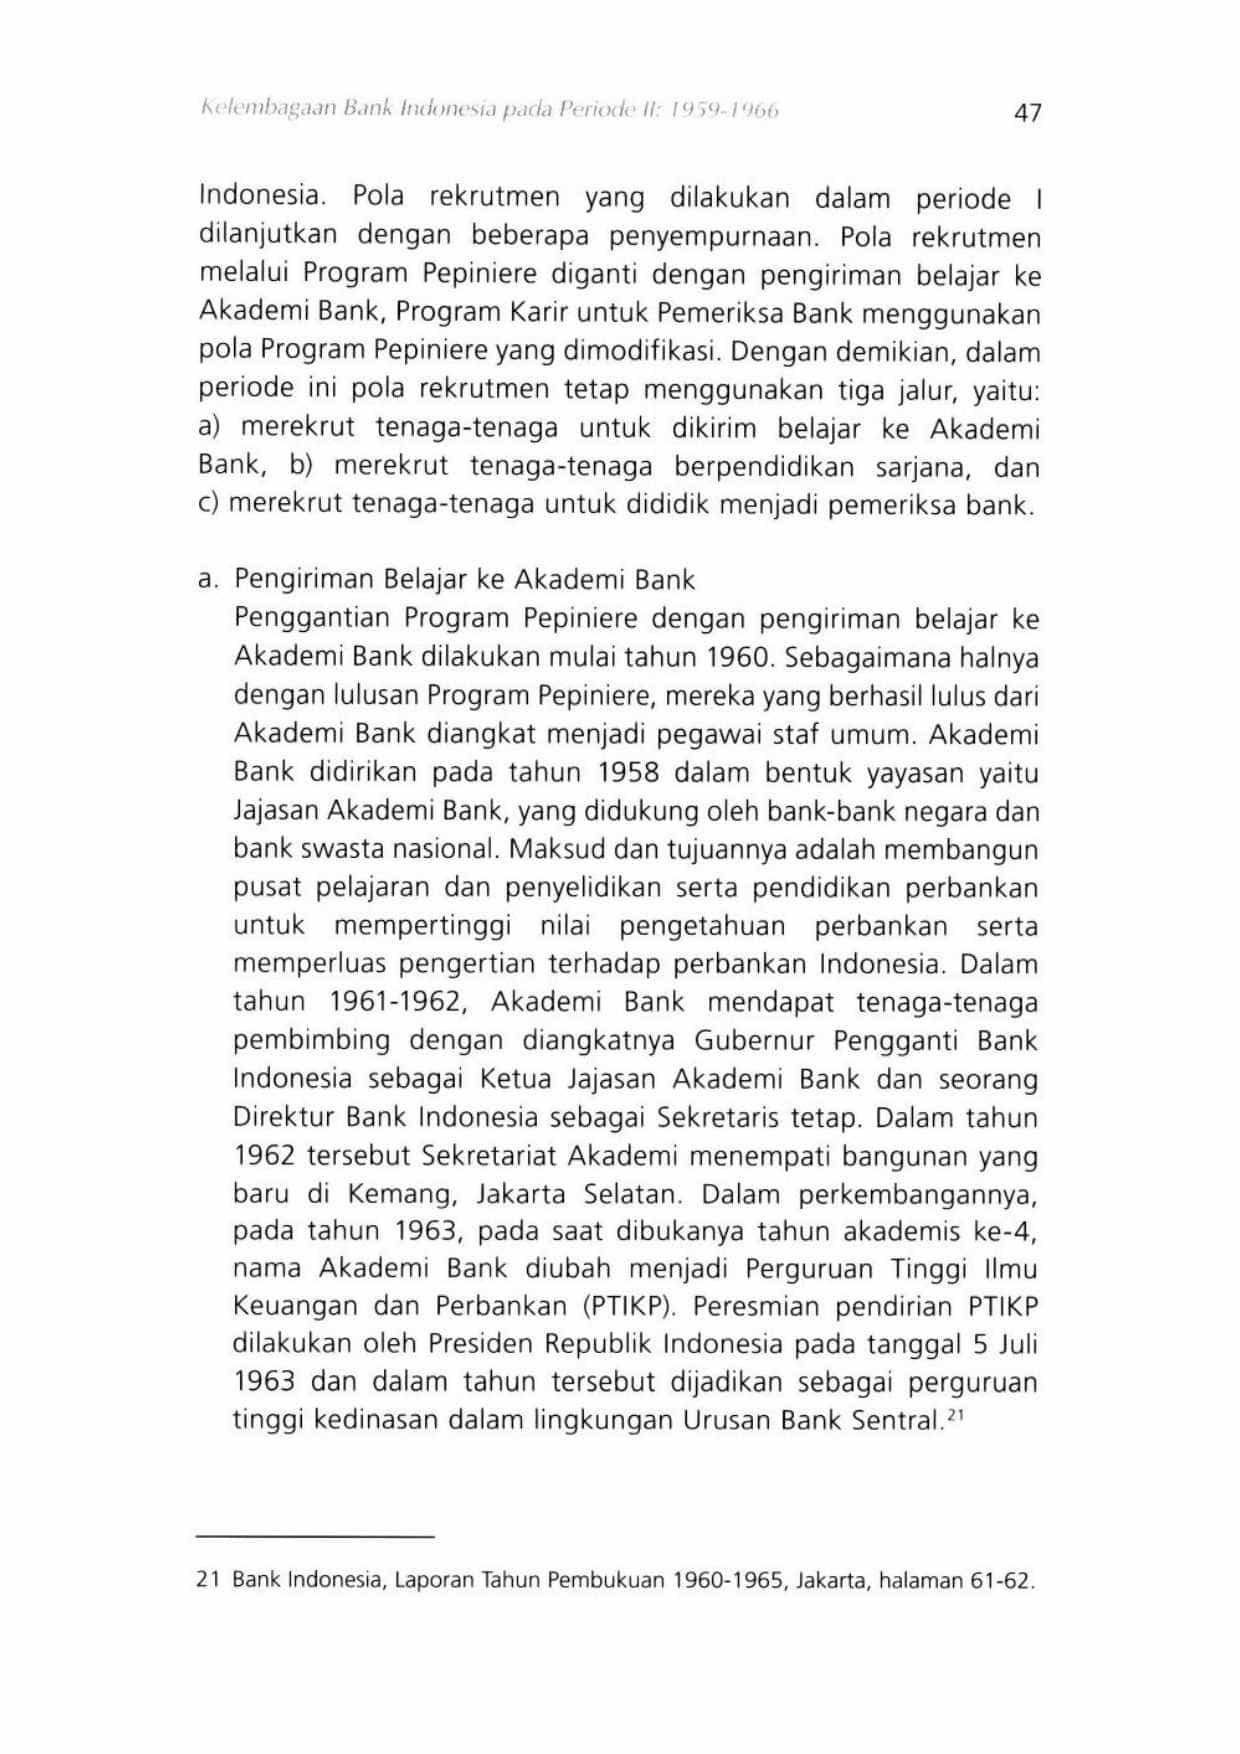 Kelembagaan Bank Indonesia pada Periode II: 1959-1966 47
Indonesia. Pola rekrutmen yang dilakukan dalam periode I
dilanjutkan dengan beberapa penyempurnaan. Pola rekrutmen
melalui Program Pepiniere diganti dengan pengiriman belajar ke
Akademi Bank, Program Karir untuk Pemeriksa Bank menggunakan
pola Program Pepiniere yang dimodifikasi. Dengan demikian, dalam
periode ini pola rekrutmen tetap menggunakan tiga jalur, yaitu:
a) merekrut tenaga-tenaga untuk dikirim belajar ke Akademi
Bank, b) merekrut tenaga-tenaga berpendidikan sarjana, dan
c) merekrut tenaga-tenaga untuk dididik menjadi pemeriksa bank.
a. Pengiriman Belajar ke Akademi Bank
Penggantian Program Pepiniere dengan pengiriman belajar ke
Akademi Bank dilakukan mulai tahun 1960. Sebagaimana halnya
dengan lulusan Program Pepiniere, mereka yang berhasil lulus dari
Akademi Bank diangkat menjadi pegawai staf umum. Akademi
Bank didirikan pada tahun 1958 dalam bentuk yayasan yaitu
Jajasan Akademi Bank, yang didukung oleh bank-bank negara dan
bank swasta nasional. Maksud dan tujuannya adalah membangun
pusat pelajaran dan penyelidikan serta pendidikan perbankan
untuk mempertinggi nilai pengetahuan perbankan serta
memperluas pengertian terhadap perbankan Indonesia. Dalam
tahun 1961-1962, Akademi Bank mendapat tenaga-tenaga
pembimbing dengan diangkatnya Gubernur Pengganti Bank
Indonesia sebagai Ketua Jajasan Akademi Bank dan seorang
Direktur Bank Indonesia sebagai Sekretaris tetap. Dalam tahun
1962 tersebut Sekretariat Akademi menempati bangunan yang
baru di Kemang, Jakarta Selatan. Dalam perkembangannya,
pada tahun 1963, pada saat dibukanya tahun akademis ke-4,
nama Akademi Bank diubah menjadi Perguruan Tinggi Ilmu
Keuangan dan Perbankan (PTIKP). Peresmian pendirian PTIKP
dilakukan oleh Presiden Republik Indonesia pada tanggal 5 Juli
1963 dan dalam tahun tersebut dijadikan sebagai perguruan
tinggi kedinasan dalam lingkungan Urusan Bank Sentral.²¹
21 Bank Indonesia, Laporan Tahun Pembukuan 1960-1965, Jakarta, halaman 61-62.